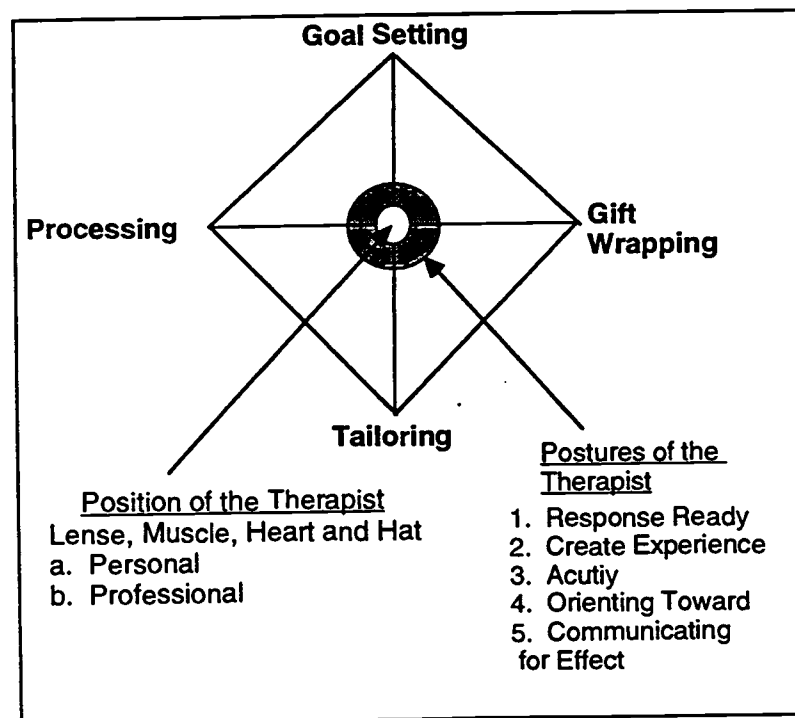 Goal Setting
Processing
Gift
Wrapping
Tailoring
Position of the Therapist
Lense, Muscle, Heart and Hat
a. Personal
b. Professional
Postures of the
Therapist
1. Response Ready
2. Create Experience
3. Acutiy
4. Orienting Toward
5. Communicating
for Effect